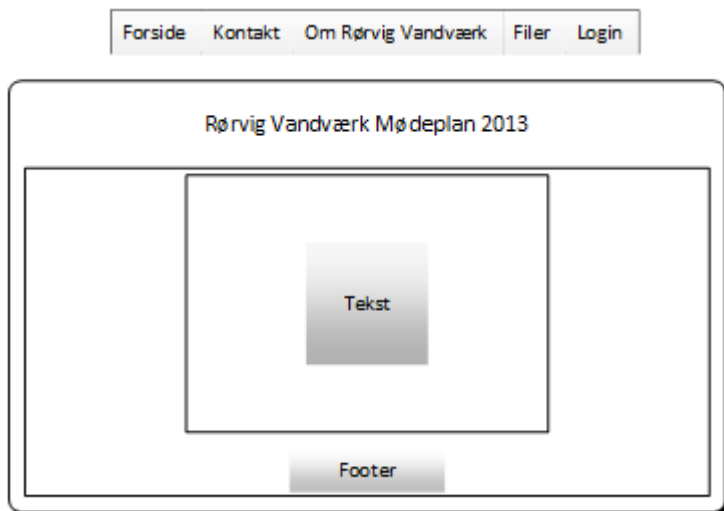 Forside Kontakt Om Rørvig Vandværk Filer Login
Rørvig Vandværk Mødeplan 2013
Tekst
Footer